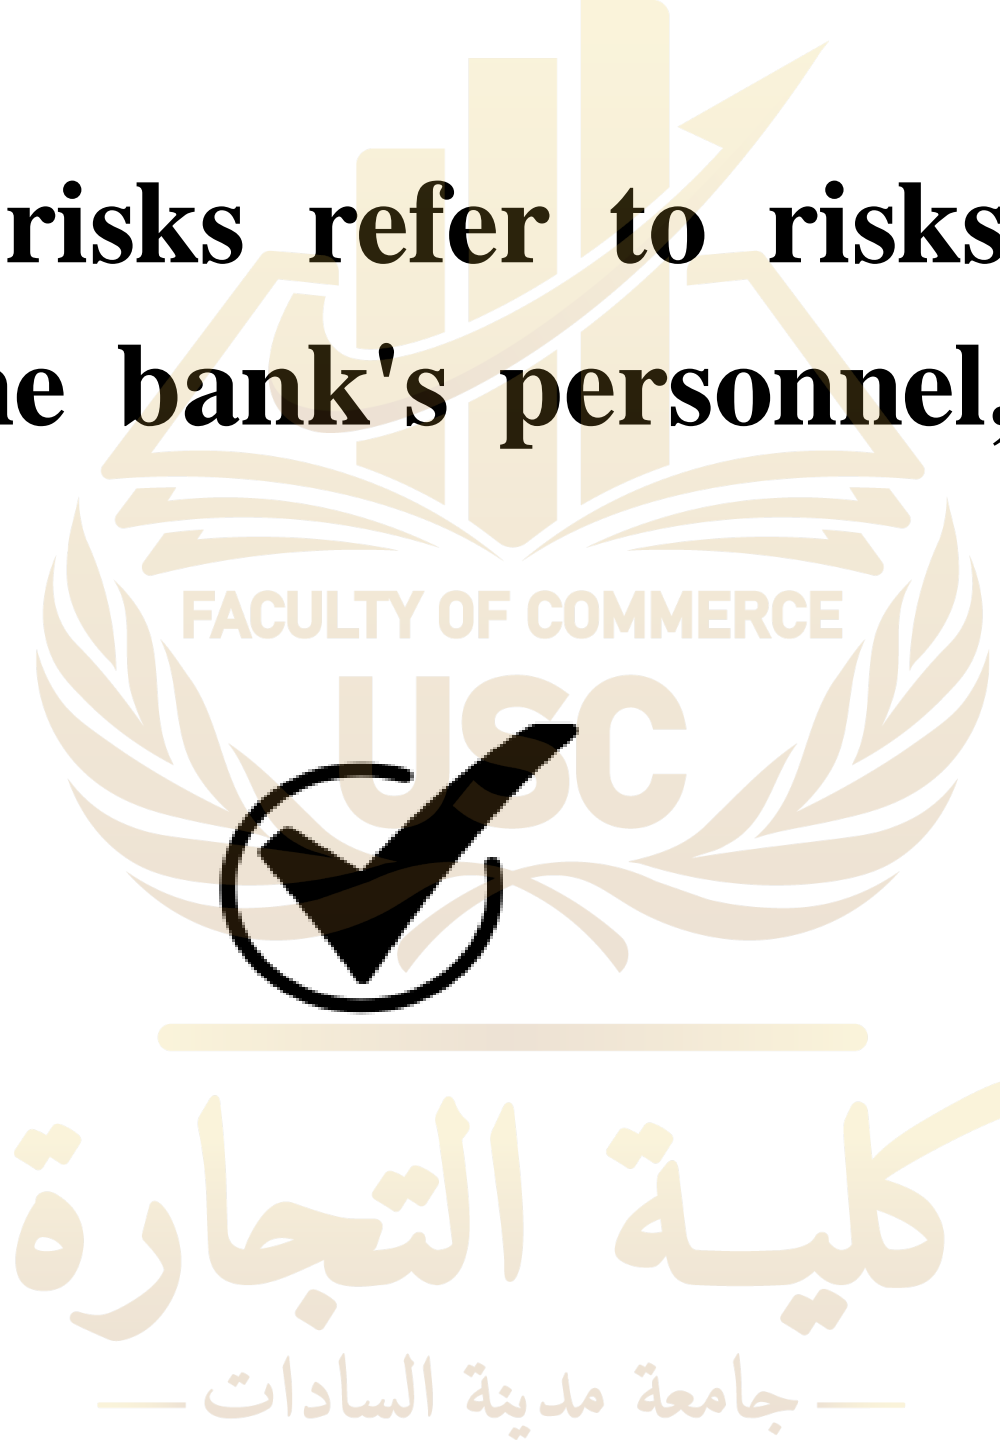 risks refer to risks
he bank's personnel,
FACULTY OF COMMERCE
USC
كلية التجارة
جامعة مدينة السادات